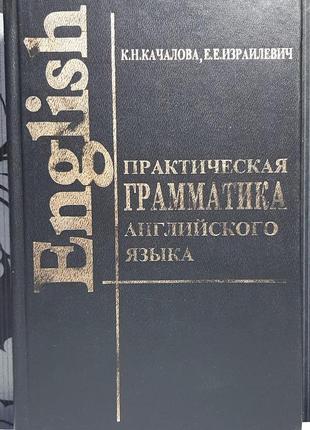 English
К.Н.КАЧАЛОВА, Е.Е.ИЗРАИЛЕВИЧ
ПРАКТИЧЕСКАЯ
ГРАММАТИКА
АНГЛИЙСКОГО
ЯЗЫКА